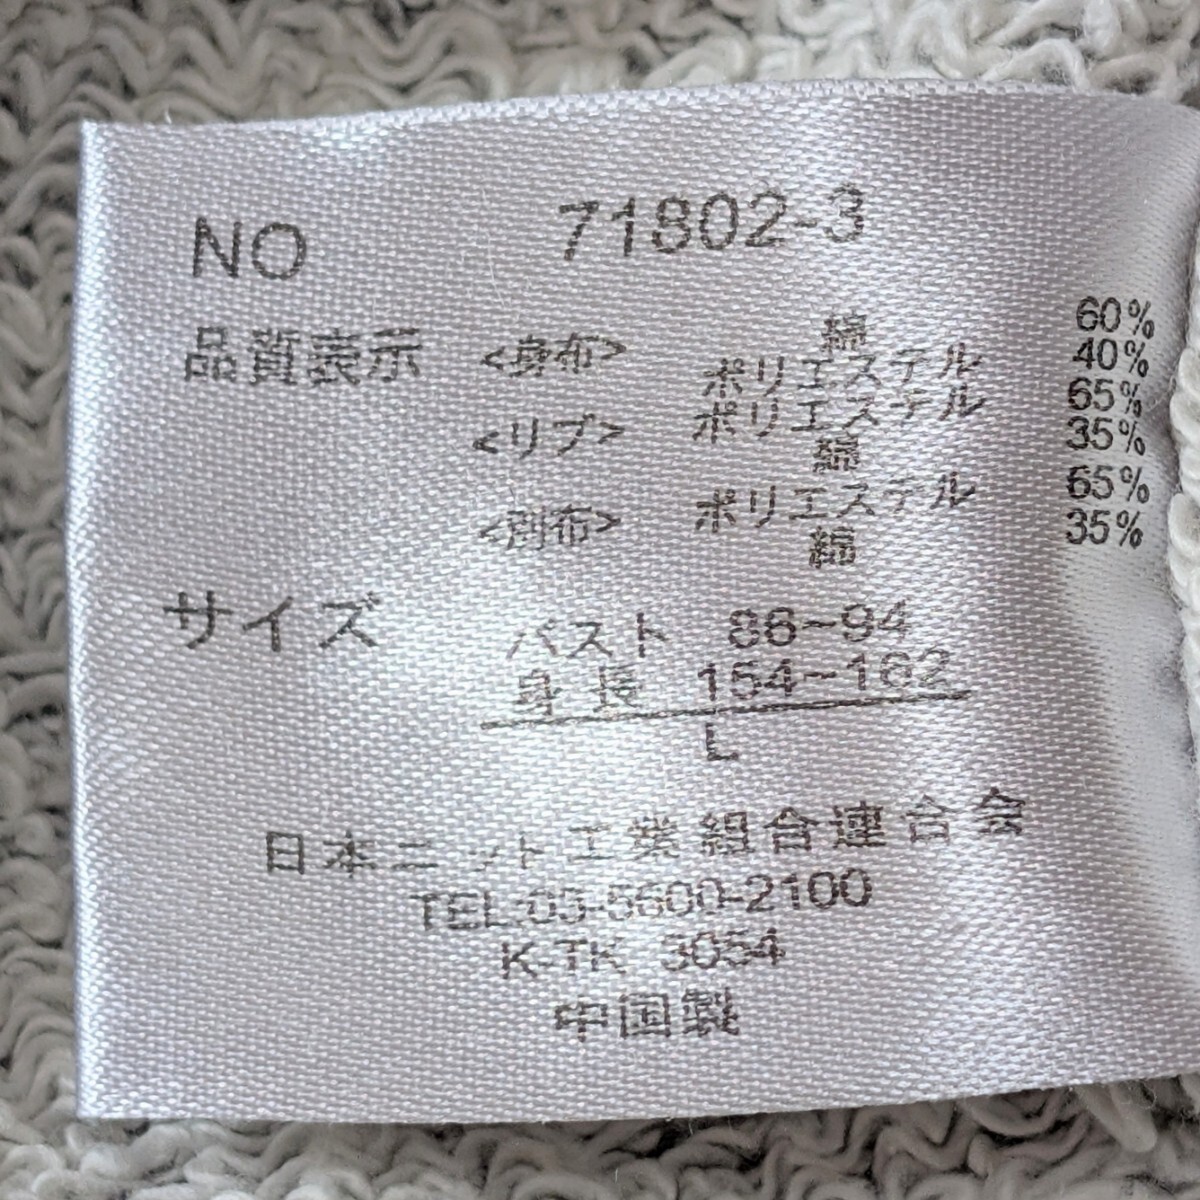 NO 71802-3
品質表示 <身布> 綿 60%
ポリエステル 40%
<リブ> ポリエステル 65%
綿 35%
<別布> ポリエステル 65%
綿 35%
サイズ バスト 86~94
身長 154~162
L
日本ニット工業組合連合会
TEL:03-5600-2100
K-TK 3054
中国製